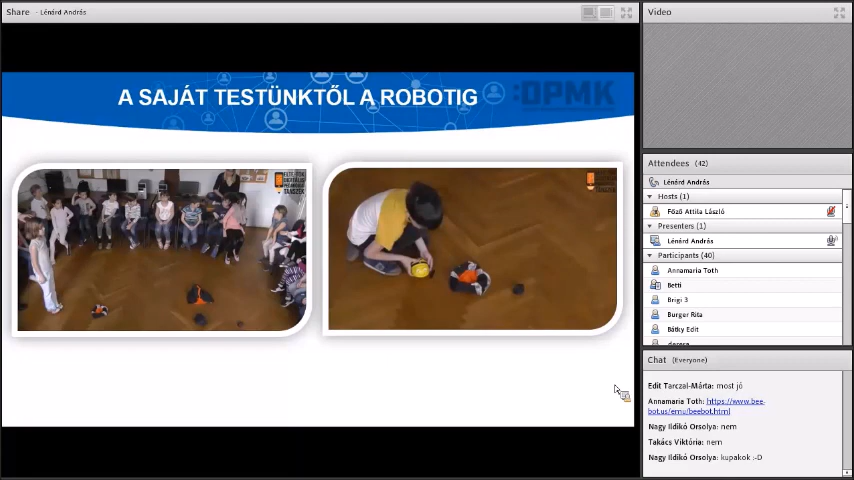 Share - Lénárd András
A SAJÁT TESTÜNKTŐL A ROBOTIG
:OPMK
Video
Attendees (42)
Lénárd András
Hosts (1)
Főző Attila László
Presenters (1)
Lénárd András
Participants (40)
Annamaria Toth
Betti
Brigi 3
Burger Rita
Bátky Edit
Chat (Everyone)
Edit Tarczal-Márta: most jó
Annamaria Toth: https://www.bee-
bot.us/emu/beebot.html
Nagy Ildikó Orsolya: nem
Takács Viktória: nem
Nagy Ildikó Orsolya: kupakok :-D